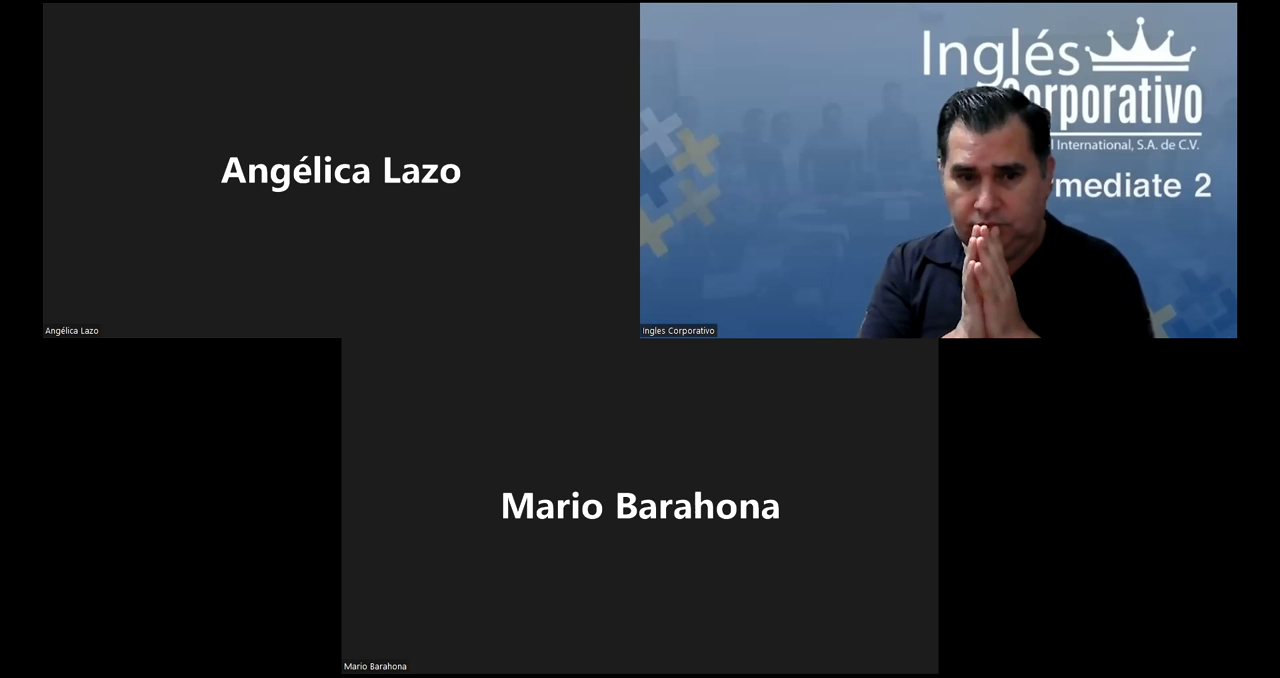 Angélica Lazo
Angélica Lazo
Inglés
Corporativo
l International, S.A. de C.V.
rmediate 2
Ingles Corporativo
Mario Barahona
Mario Barahona